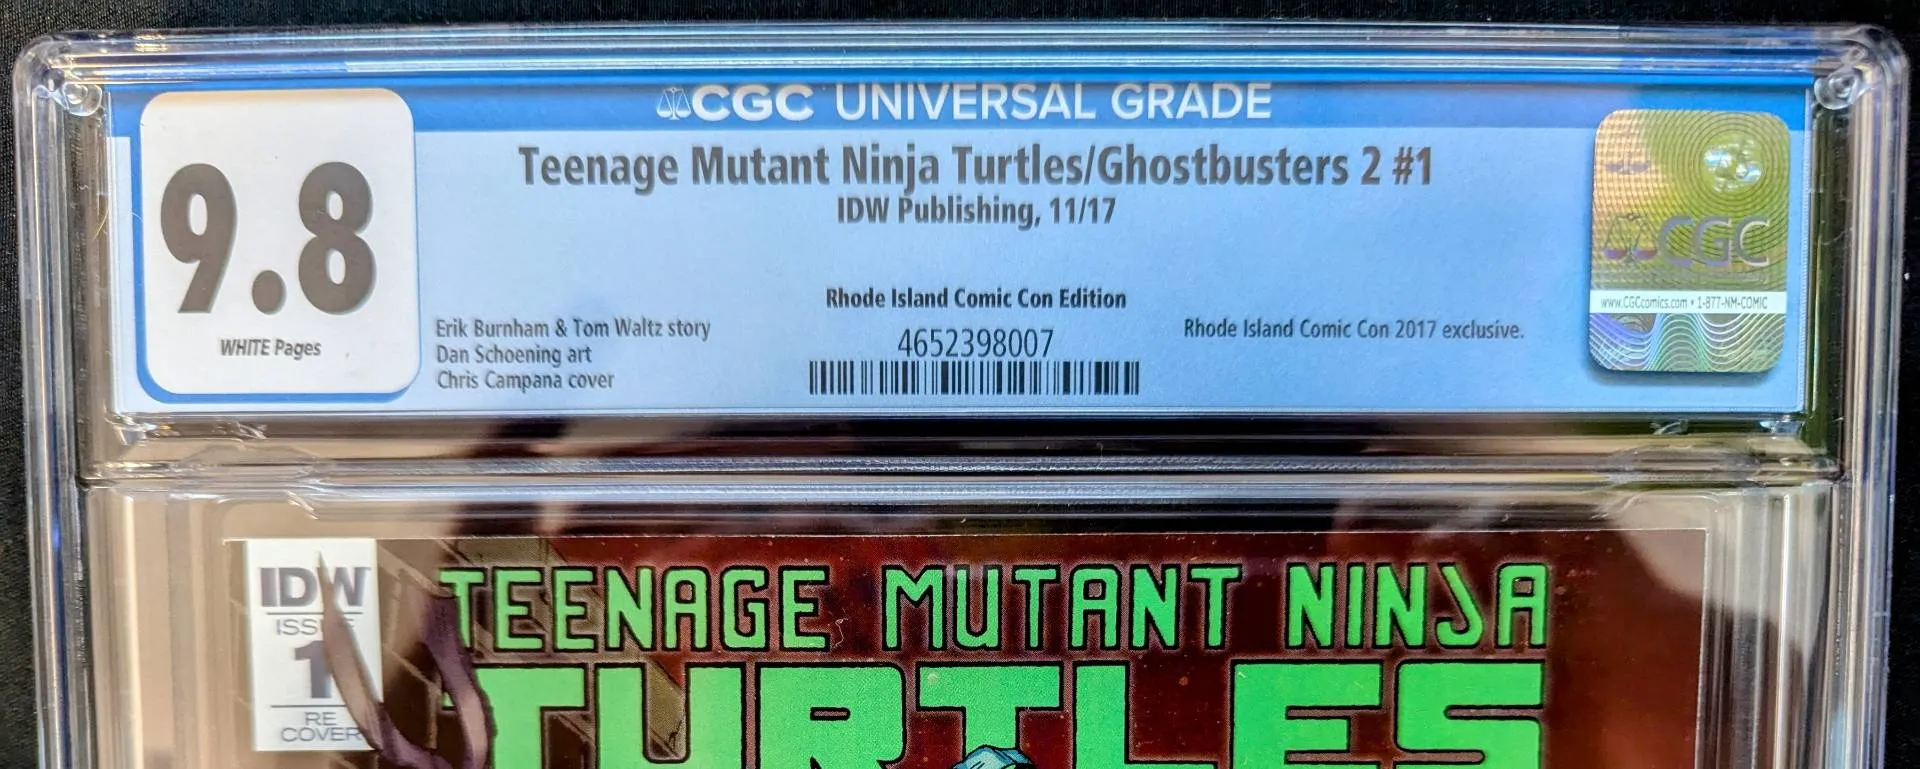 CGC UNIVERSAL GRADE
9.8
WHITE Pages
Teenage Mutant Ninja Turtles/Ghostbusters 2 #1
IDW Publishing, 11/17
Rhode Island Comic Con Edition
Erik Burnham & Tom Waltz story
Dan Schoening art
Chris Campana cover
4652398007
Rhode Island Comic Con 2017 exclusive.
CGC
www.CGCcomics.com • 1-877-NM-COMIC
IDW
ISSUE
1
RE
COVER
TEENAGE MUTANT NINJA
TURTLES